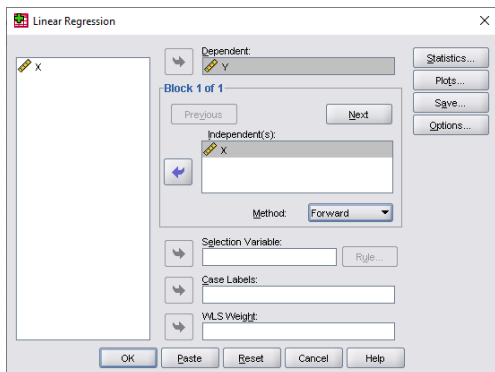 Linear Regression
X
Dependent:
Y
Block 1 of 1
Previous
Next
Independent(s):
X
Method:
Forward
Selection Variable:
Rule...
Case Labels:
WLS Weight:
Statistics...
Plots...
Save...
Options...
OK
Paste
Reset
Cancel
Help